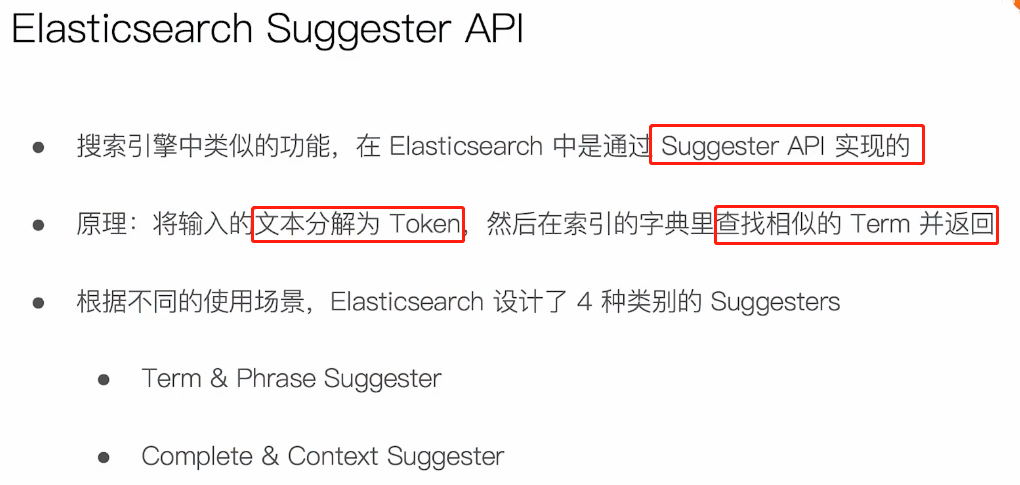 Elasticsearch Suggester API
● 搜索引擎中类似的功能，在 Elasticsearch 中是通过 Suggester API 实现的
● 原理：将输入的文本分解为 Token，然后在索引的字典里查找相似的 Term 并返回
● 根据不同的使用场景，Elasticsearch 设计了 4 种类别的 Suggesters
● Term & Phrase Suggester
● Complete & Context Suggester